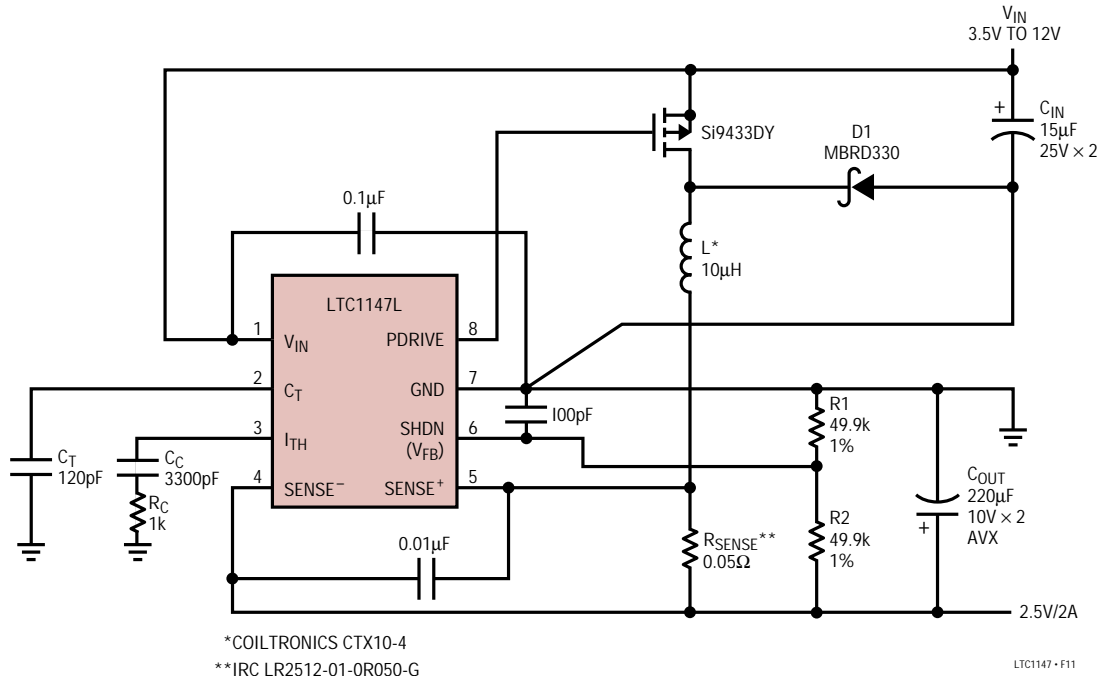 VIN
3.5V TO 12V
Si9433DY
D1
MBRD330
+
CIN
15µF
25V × 2
0.1µF
L*
10µH
LTC1147L
1
VIN
PDRIVE
8
2
CT
GND
7
3
ITH
SHDN
(VFB)
6
4
SENSE−
SENSE+
5
I00pF
R1
49.9k
1%
CT
120pF
CC
3300pF
RC
1k
0.01µF
RSENSE**
0.05Ω
R2
49.9k
1%
COUT
220µF
10V × 2
AVX
+
2.5V/2A
*COILTRONICS CTX10-4
**IRC LR2512-01-0R050-G
LTC1147 • F11